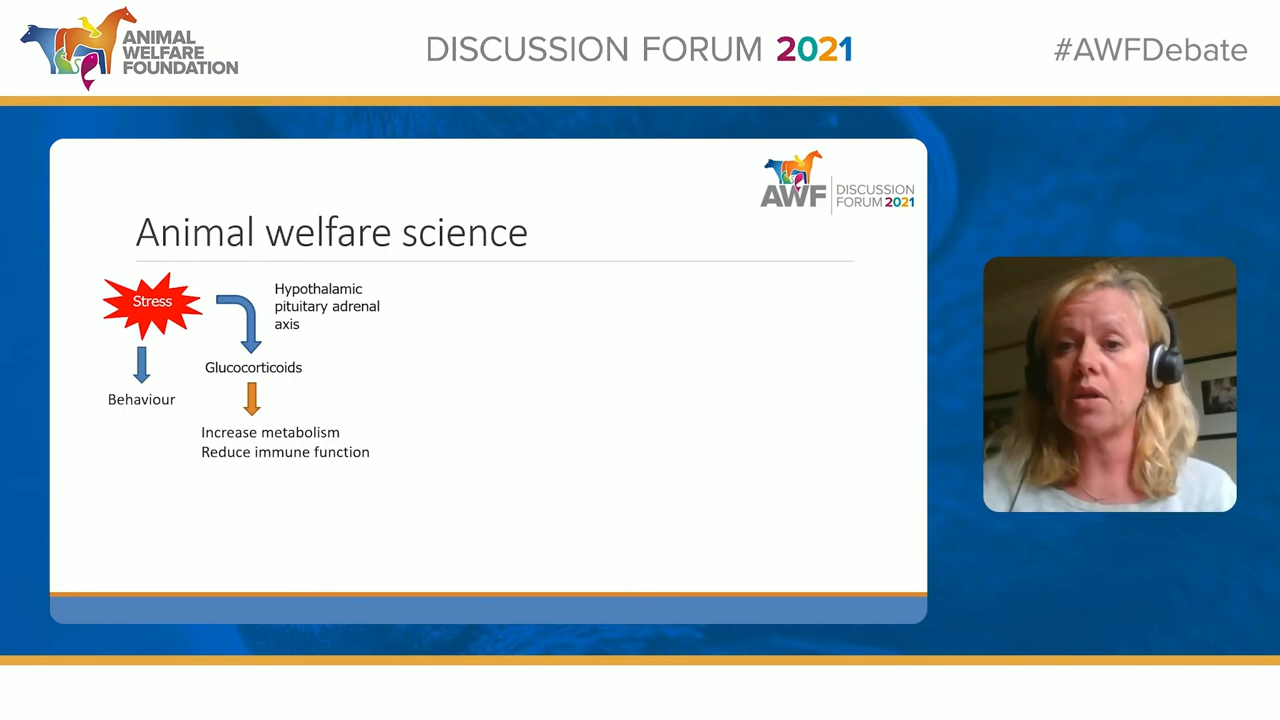 ANIMAL
WELFARE
FOUNDATION
DISCUSSION FORUM 2021
#AWFDebate
AWF
DISCUSSION
FORUM 2021
Animal welfare science
Stress
Hypothalamic
pituitary adrenal
axis
Glucocorticoids
Behaviour
Increase metabolism
Reduce immune function